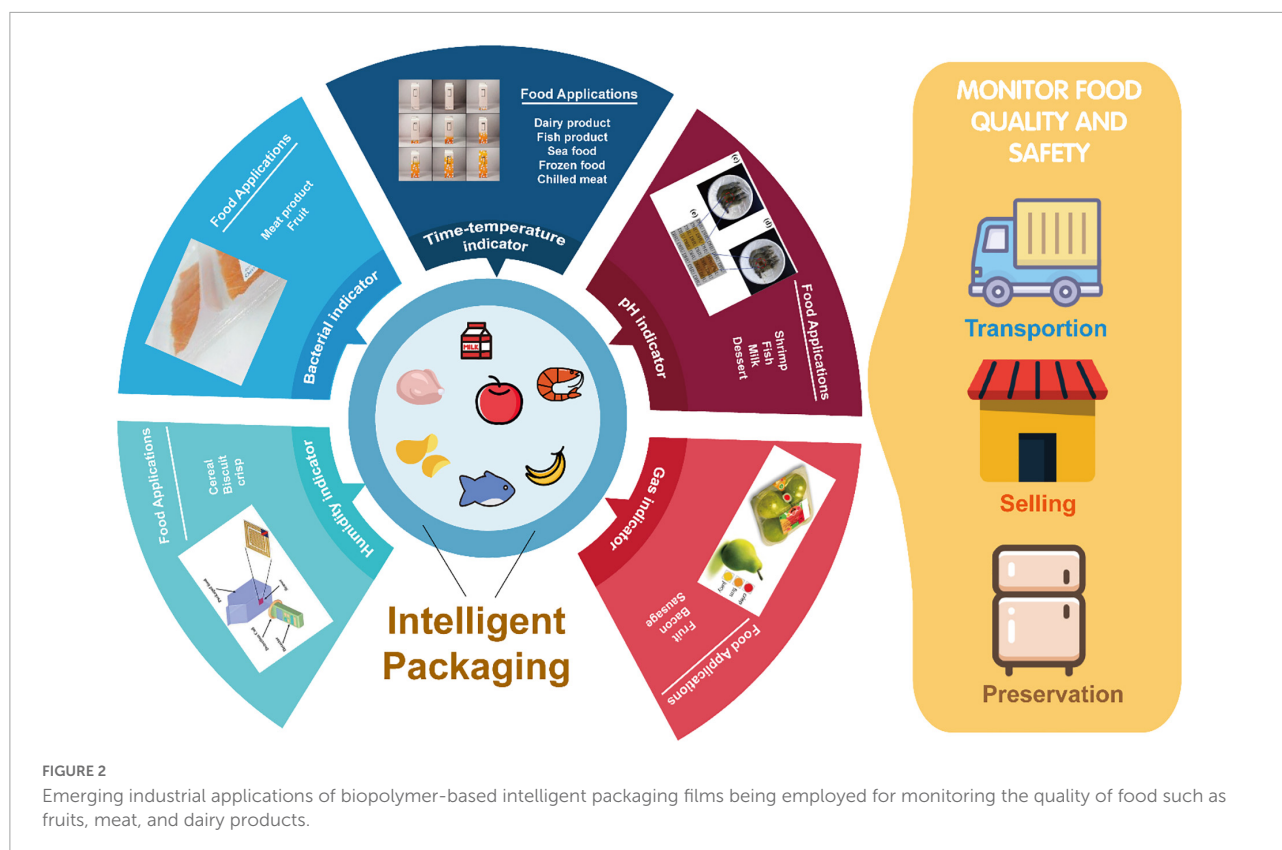 Food Applications
Dairy product
Fish product
Sea food
Frozen food
Chilled meat
Time-temperature
indicator
Food Applications
Meat product
Fruit
Bacterial indicator
Food Applications
Cereal
Biscuit
crisp
Humidity indicator
(c)
(d)
(e)
Food Applications
Shrimp
Fish
Milk
Dessert
pH indicator
Gas indicator
crisp
firm
juicy
Food Applications
Fruit
Bacon
Sausage
MILK
Intelligent
Packaging
MONITOR FOOD
QUALITY AND
SAFETY
Transportion
Selling
Preservation
FIGURE 2
Emerging industrial applications of biopolymer-based intelligent packaging films being employed for monitoring the quality of food such as
fruits, meat, and dairy products.